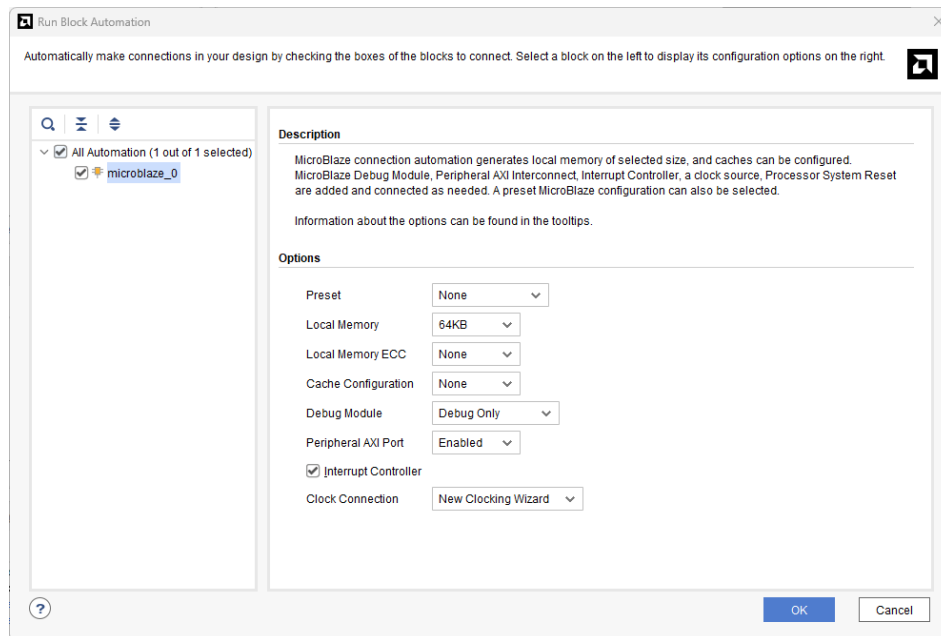 Run Block Automation
Automatically make connections in your design by checking the boxes of the blocks to connect. Select a block on the left to display its configuration options on the right.
All Automation (1 out of 1 selected)
microblaze_0
Description
MicroBlaze connection automation generates local memory of selected size, and caches can be configured.
MicroBlaze Debug Module, Peripheral AXI Interconnect, Interrupt Controller, a clock source, Processor System Reset
are added and connected as needed. A preset MicroBlaze configuration can also be selected.
Information about the options can be found in the tooltips.
Options
Preset None
Local Memory 64KB
Local Memory ECC None
Cache Configuration None
Debug Module Debug Only
Peripheral AXI Port Enabled
Interrupt Controller
Clock Connection New Clocking Wizard
? OK Cancel